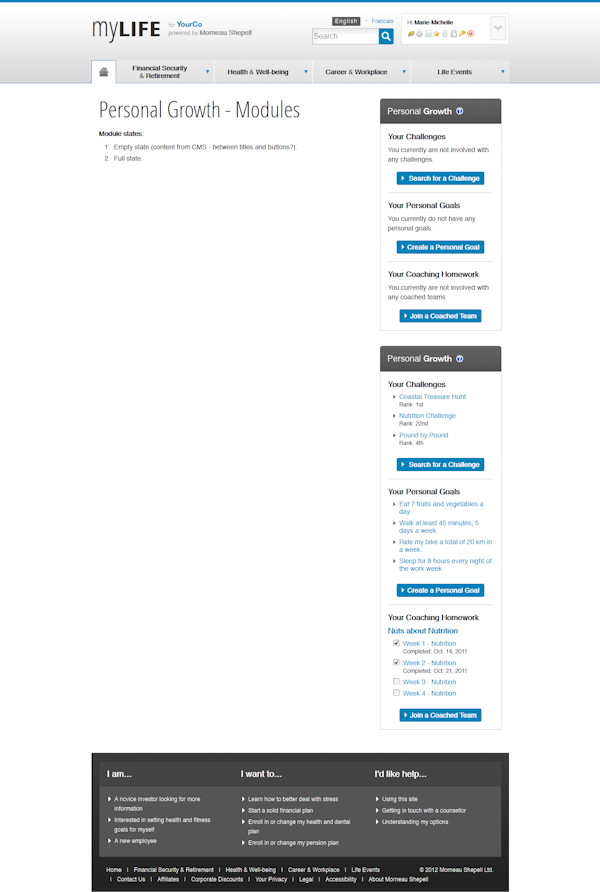 myLIFE for YourCo
powered by Morneau Shepell
English • Francais
Search
Hi Marie-Michelle
Financial Security
& Retirement
Health & Well-being
Career & Workplace
Life Events
Personal Growth - Modules
Module states:
1. Empty state (content from CMS - between titles and buttons?).
2. Full state.
Personal Growth
Your Challenges
You currently are not involved with
any challenges.
Search for a Challenge
Your Personal Goals
You currently do not have any
personal goals.
Create a Personal Goal
Your Coaching Homework
You currently are not involved with
any coached teams.
Join a Coached Team
Personal Growth
Your Challenges
Coastal Treasure Hunt
Rank: 1st
Nutrition Challenge
Rank: 22nd
Pound by Pound
Rank: 4th
Search for a Challenge
Your Personal Goals
Eat 7 fruits and vegetables a
day.
Walk at least 45 minutes, 5
days a week.
Ride my bike a total of 20 km in
a week.
Sleep for 8 hours every night of
the work week.
Create a Personal Goal
Your Coaching Homework
Nuts about Nutrition
Week 1 - Nutrition
Completed: Oct. 14, 2011
Week 2 - Nutrition
Completed: Oct. 21, 2011
Week 3 - Nutrition
Week 4 - Nutrition
Join a Coached Team
I am...
A novice investor looking for more
information
Interested in setting health and fitness
goals for myself
A new employee
I want to...
Learn how to better deal with stress
Start a solid financial plan
Enroll in or change my health and dental
plan
Enroll in or change my pension plan
I'd like help...
Using this site
Getting in touch with a counsellor
Understanding my options
Home | Financial Security & Retirement | Health & Well-being | Career & Workplace | Life Events
| Contact Us | Affiliates | Corporate Discounts | Your Privacy | Legal | Accessibility | About Morneau Shepell
© 2012 Morneau Shepell Ltd.